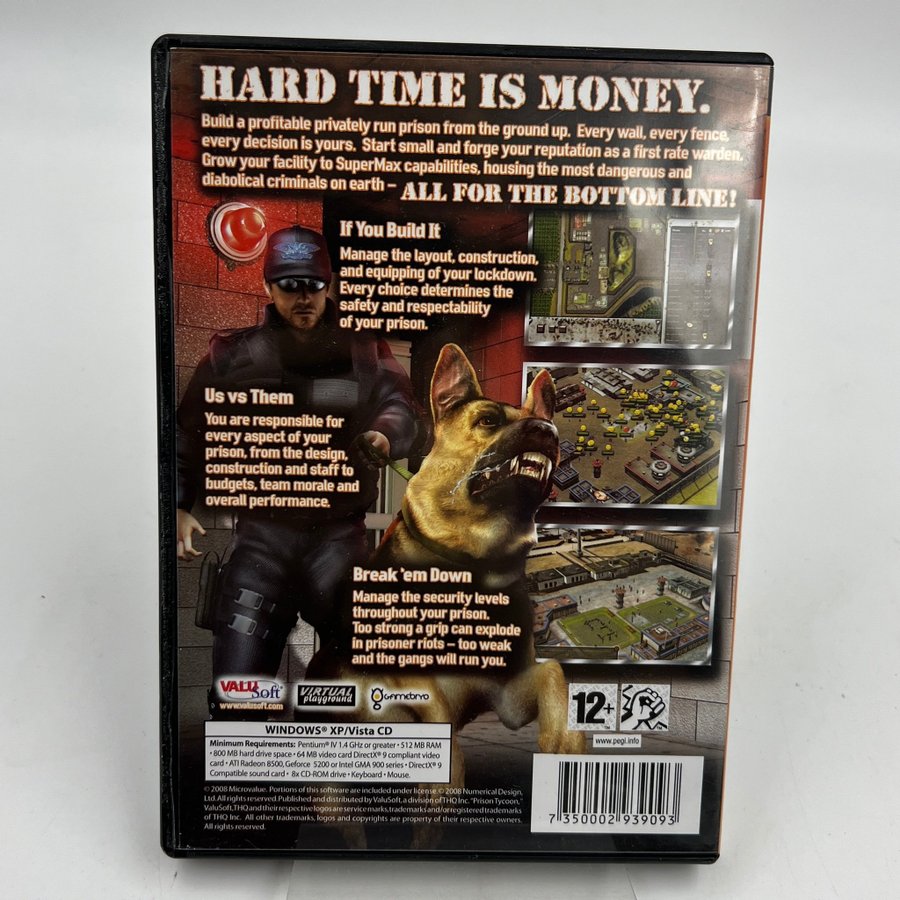 HARD TIME IS MONEY.
Build a profitable privately run prison from the ground up. Every wall, every fence,
every decision is yours. Start small and forge your reputation as a first rate warden.
Grow your facility to SuperMax capabilities, housing the most dangerous and
diabolical criminals on earth – ALL FOR THE BOTTOM LINE!
If You Build It
Manage the layout, construction,
and equipping of your lockdown.
Every choice determines the
safety and respectability
of your prison.
Us vs Them
You are responsible for
every aspect of your
prison, from the design,
construction and staff to
budgets, team morale and
overall performance.
Break 'em Down
Manage the security levels
throughout your prison.
Too strong a grip can explode
in prisoner riots – too weak
and the gangs will run you.
VALUSoft
www.valusoft.com
VIRTUAL
playground
GAMEBRYO
12+
www.pegi.info
WINDOWS® XP/Vista CD
Minimum Requirements: Pentium® IV 1.4 GHz or greater • 512 MB RAM
• 800 MB hard drive space • 64 MB video card DirectX® 9 compliant video
card • ATI Radeon 8500, Geforce 5200 or Intel GMA 900 series • DirectX® 9
Compatible sound card • 8x CD-ROM drive • Keyboard • Mouse.
© 2008 Microvalue. Portions of this software are included under license. © 2008 Numerical Design,
Ltd. All rights reserved. Published and distributed by ValuSoft, a division of THQ Inc. "Prison Tycoon,"
ValuSoft, THQ and their respective logos are service marks, trademarks and/or registered trademarks
of THQ Inc. All other trademarks, logos and copyrights are property of their respective owners.
All rights reserved.
7 350002 939093